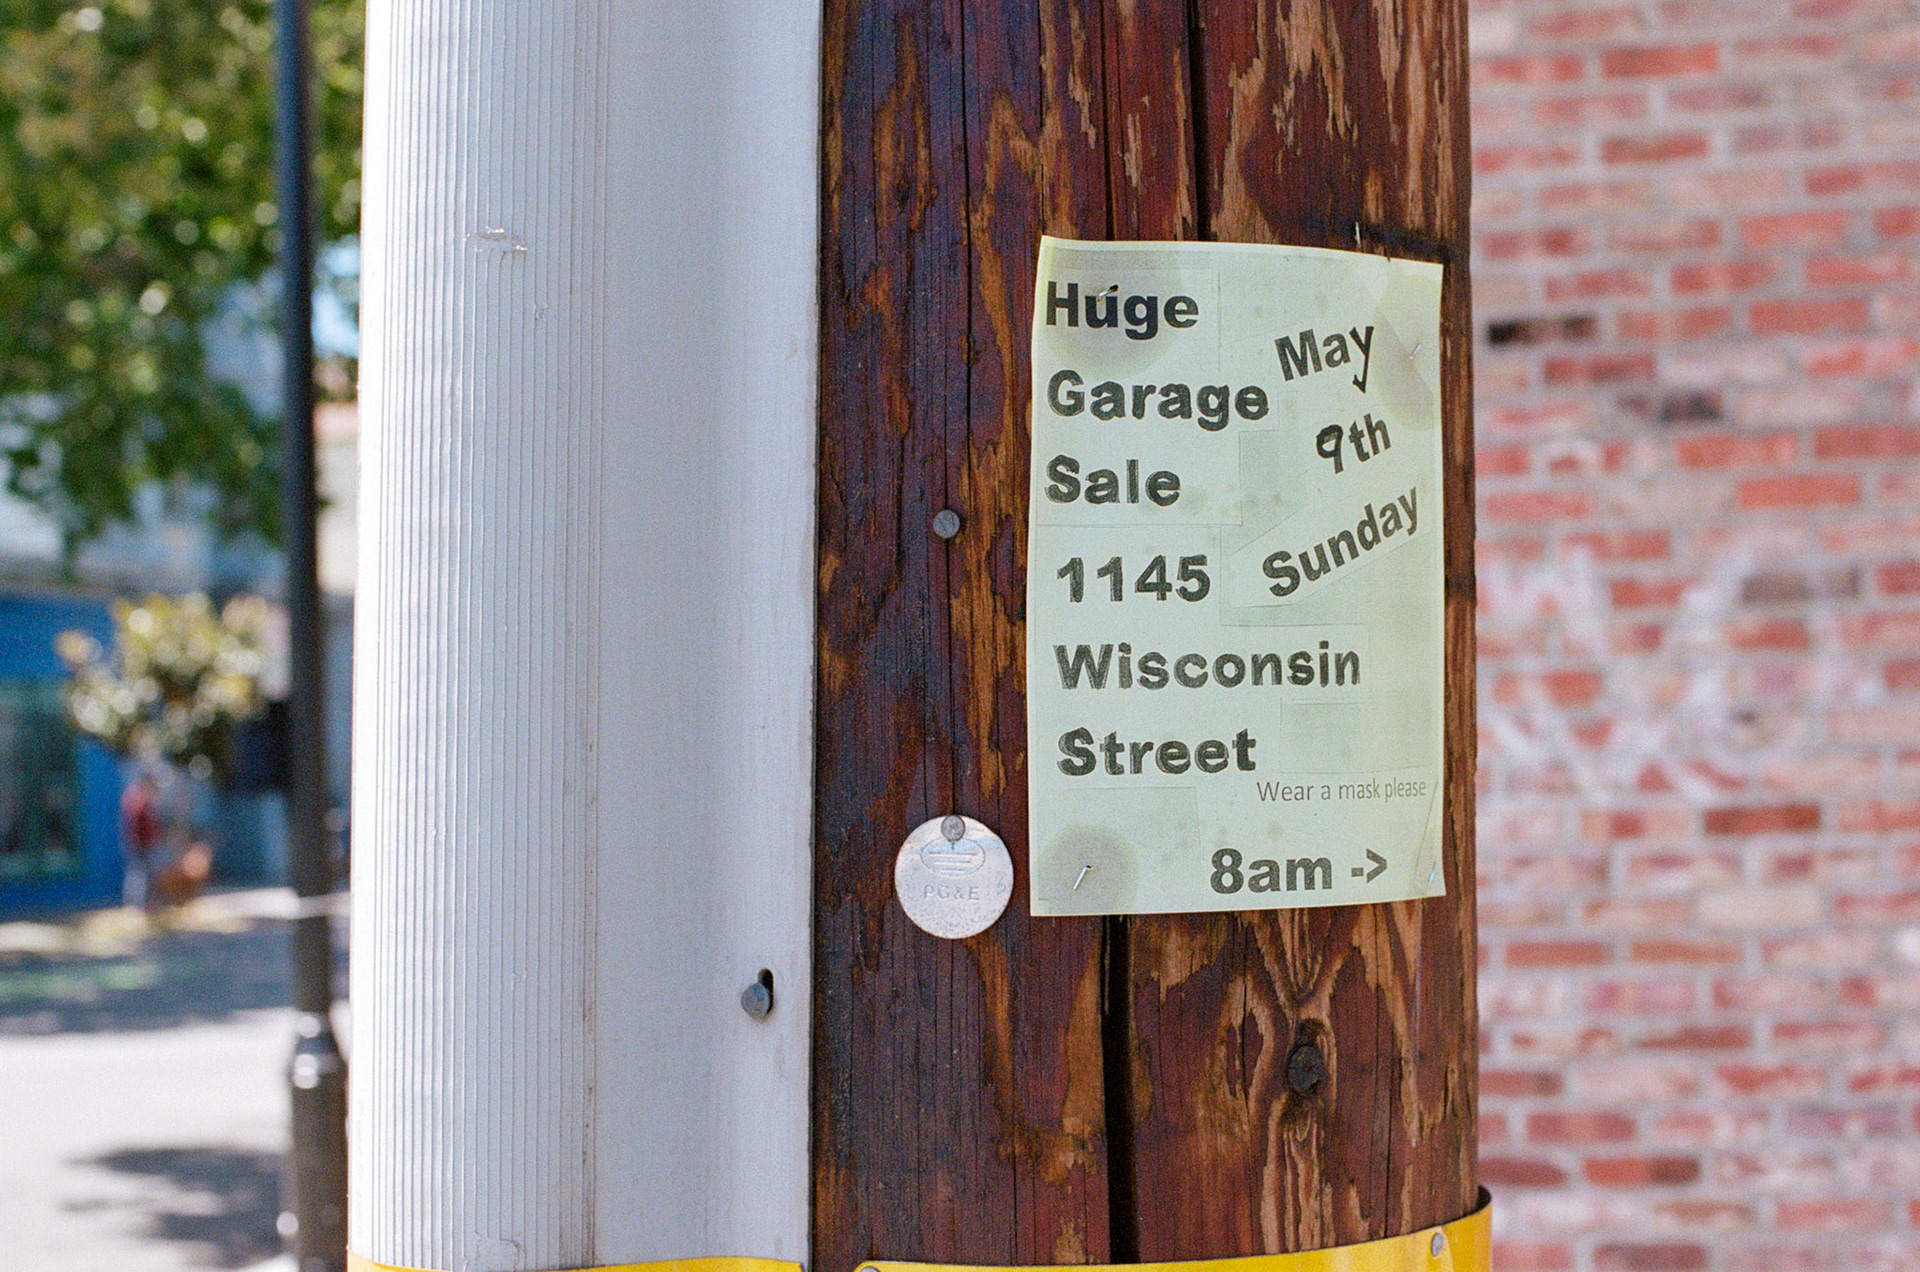 Huge
Garage
Sale
May
9th
Sunday
1145
Wisconsin
Street
Wear a mask please
8am ->
PG&E